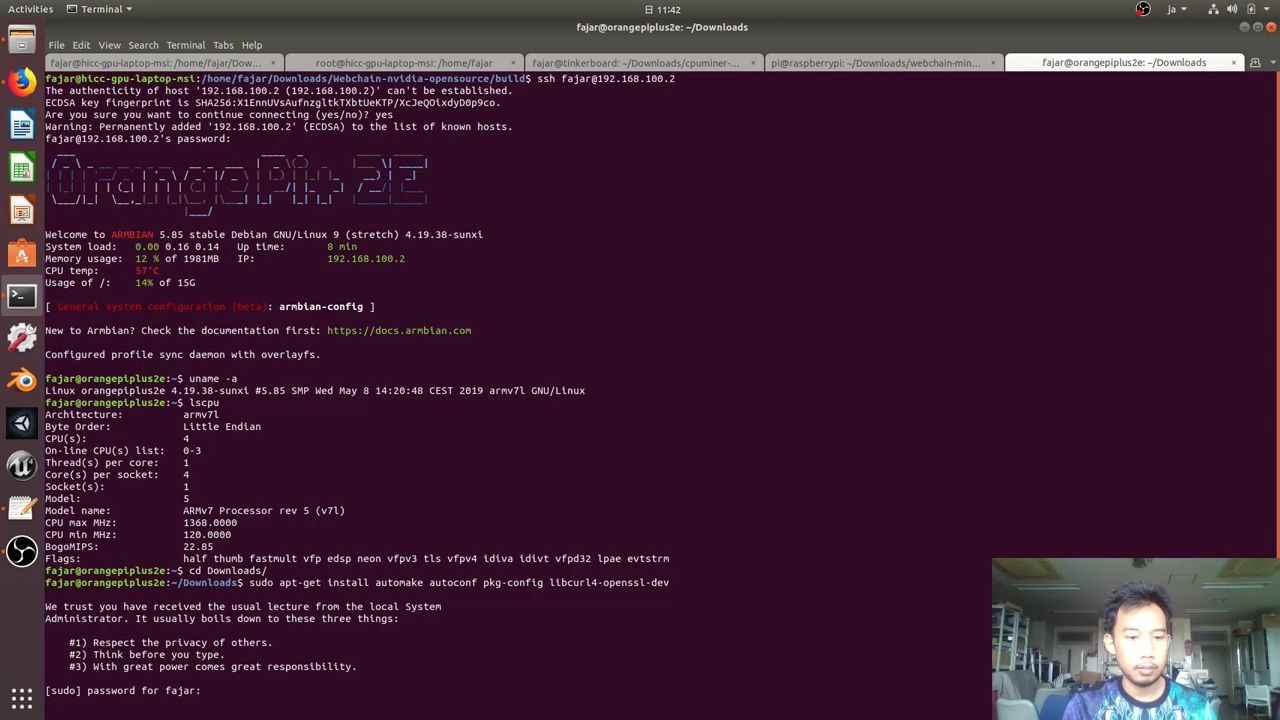 Activities Terminal 日 11:42 ja
fajar@orangepiplus2e: ~/Downloads
File Edit View Search Terminal Tabs Help
fajar@hicc-gpu-laptop-msi: /home/fajar/Dow... × root@hicc-gpu-laptop-msi: /home/fajar × fajar@tinkerboard: ~/Downloads/cpuminer-... × pi@raspberrypi: ~/Downloads/webchain-min... × fajar@orangepiplus2e: ~/Downloads ×
fajar@hicc-gpu-laptop-msi:/home/fajar/Downloads/Webchain-nvidia-opensource/build$ ssh fajar@192.168.100.2
The authenticity of host '192.168.100.2 (192.168.100.2)' can't be established.
ECDSA key fingerprint is SHA256:X1EnnUVsAufnzgltkTXbtUeKTP/XcJeQOixdyD0p9co.
Are you sure you want to continue connecting (yes/no)? yes
Warning: Permanently added '192.168.100.2' (ECDSA) to the list of known hosts.
fajar@192.168.100.2's password:
OrangePi+ 2E
Welcome to ARMBIAN 5.85 stable Debian GNU/Linux 9 (stretch) 4.19.38-sunxi
System load: 0.00 0.16 0.14 Up time: 8 min
Memory usage: 12 % of 1981MB IP: 192.168.100.2
CPU temp: 57°C
Usage of /: 14% of 15G
[ General system configuration (beta): armbian-config ]
New to Armbian? Check the documentation first: https://docs.armbian.com
Configured profile sync daemon with overlayfs.
fajar@orangepiplus2e:~$ uname -a
Linux orangepiplus2e 4.19.38-sunxi #5.85 SMP Wed May 8 14:20:48 CEST 2019 armv7l GNU/Linux
fajar@orangepiplus2e:~$ lscpu
Architecture: armv7l
Byte Order: Little Endian
CPU(s): 4
On-line CPU(s) list: 0-3
Thread(s) per core: 1
Core(s) per socket: 4
Socket(s): 1
Model: 5
Model name: ARMv7 Processor rev 5 (v7l)
CPU max MHz: 1368.0000
CPU min MHz: 120.0000
BogoMIPS: 22.85
Flags: half thumb fastmult vfp edsp neon vfpv3 tls vfpv4 idiva idivt vfpd32 lpae evtstrm
fajar@orangepiplus2e:~$ cd Downloads/
fajar@orangepiplus2e:~/Downloads$ sudo apt-get install automake autoconf pkg-config libcurl4-openssl-dev
We trust you have received the usual lecture from the local System
Administrator. It usually boils down to these three things:
#1) Respect the privacy of others.
#2) Think before you type.
#3) With great power comes great responsibility.
[sudo] password for fajar: